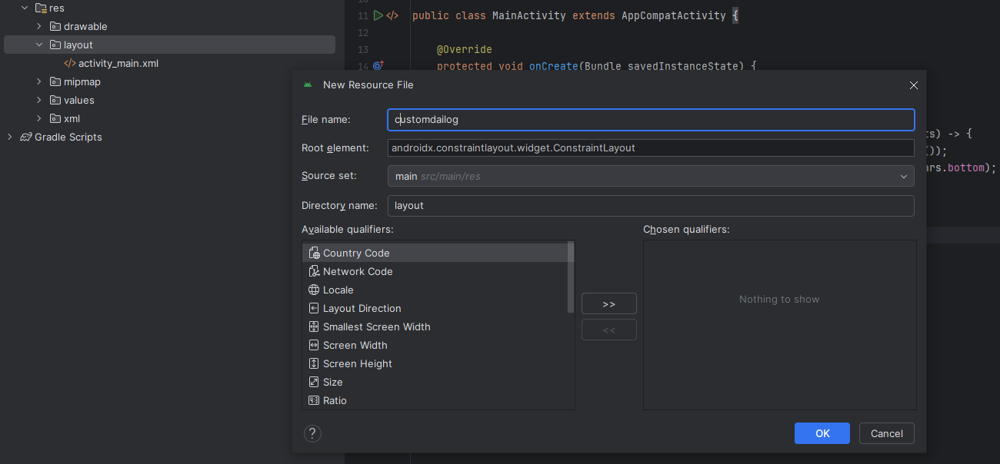 res
drawable
layout
activity_main.xml
mipmap
values
xml
Gradle Scripts
11 public class MainActivity extends AppCompatActivity {
12
13 @Override
14 protected void onCreate(Bundle savedInstanceState) {
New Resource File
File name: customdailog
Root element: androidx.constraintlayout.widget.ConstraintLayout
Source set: main src/main/res
Directory name: layout
Available qualifiers:
Country Code
Network Code
Locale
Layout Direction
Smallest Screen Width
Screen Width
Screen Height
Size
Ratio
>>
<<
Chosen qualifiers:
Nothing to show
) -> {
());
.bottom);
?
OK
Cancel